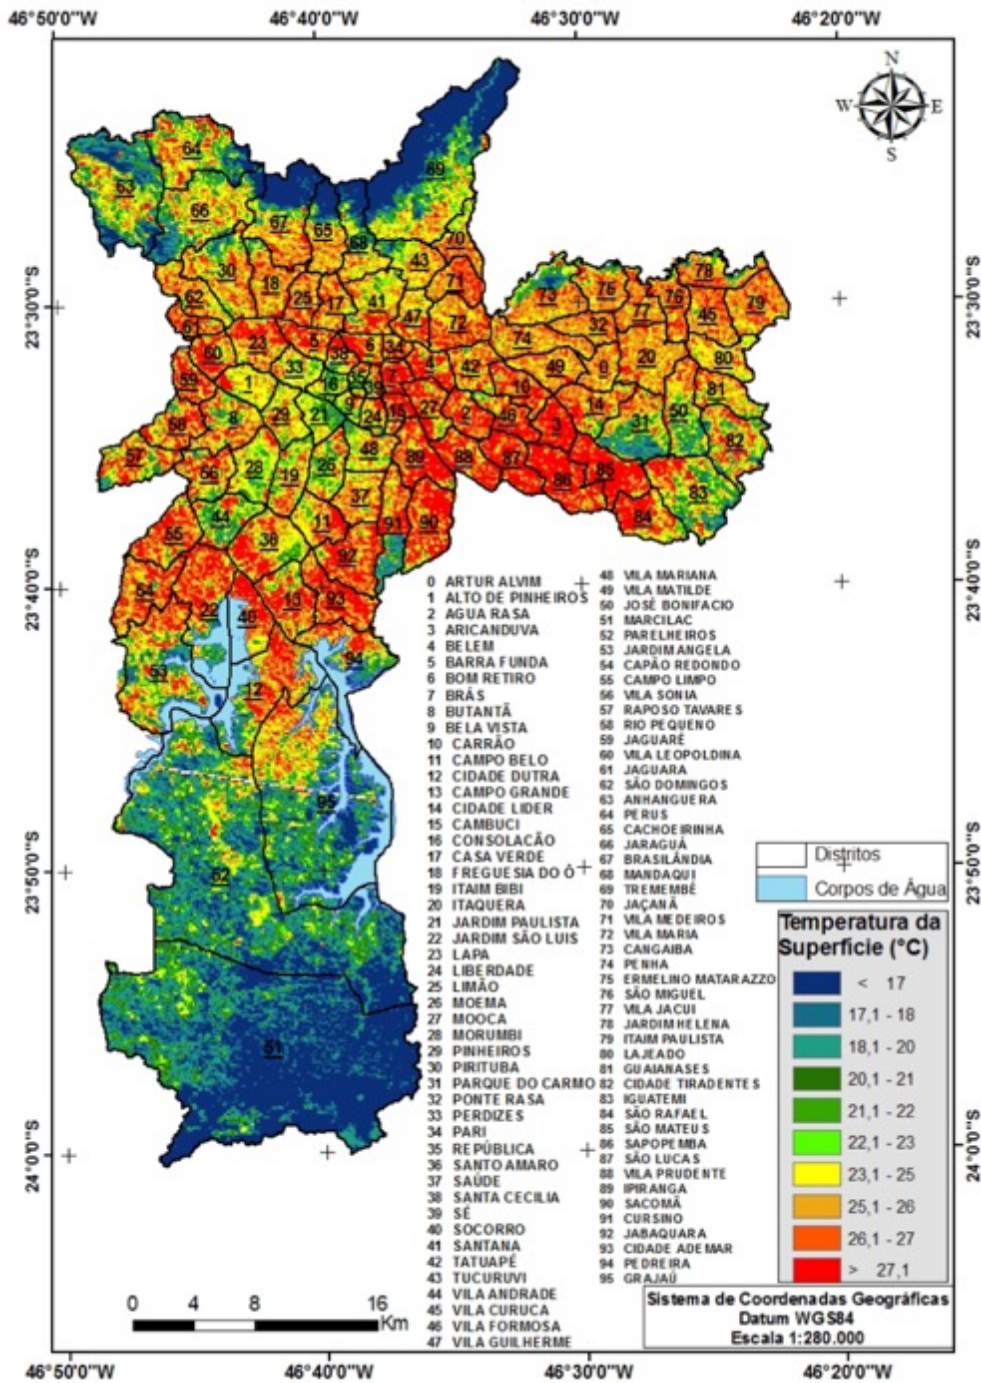 46°50'0"W 46°40'0"W 46°30'0"W 46°20'0"W
N
W E
S
23°30'0"S 23°30'0"S
23°40'0"S 23°40'0"S
23°50'0"S 23°50'0"S
24°0'0"S 24°0'0"S
0 ARTUR ALVIM
1 ALTO DE PINHEIROS
2 AGUA RASA
3 ARICANDUVA
4 BELEM
5 BARRA FUNDA
6 BOM RETIRO
7 BRÁS
8 BUTANTÃ
9 BELA VISTA
10 CARRÃO
11 CAMPO BELO
12 CIDADE DUTRA
13 CAMPO GRANDE
14 CIDADE LIDER
15 CAMBUCI
16 CONSOLACÃO
17 CASA VERDE
18 FREGUESIA DO Ô
19 ITAIM BIBI
20 ITAQUERA
21 JARDIM PAULISTA
22 JARDIM SÃO LUIS
23 LAPA
24 LIBERDADE
25 LIMÃO
26 MOEMA
27 MOOCA
28 MORUMBI
29 PINHEIROS
30 PIRITUBA
31 PARQUE DO CARMO
32 PONTE RASA
33 PERDIZES
34 PARI
35 REPÚBLICA
36 SANTO AMARO
37 SAÚDE
38 SANTA CECILIA
39 SÉ
40 SOCORRO
41 SANTANA
42 TATUAPÉ
43 TUCURUVI
44 VILA ANDRADE
45 VILA CURUCA
46 VILA FORMOSA
47 VILA GUILHERME
48 VILA MARIANA
49 VILA MATILDE
50 JOSÉ BONIFACIO
51 MARCILAC
52 PARELHEIROS
53 JARDIM ANGELA
54 CAPÃO REDONDO
55 CAMPO LIMPO
56 VILA SONIA
57 RAPOSO TAVARES
58 RIO PEQUENO
59 JAGUARÉ
60 VILA LEOPOLDINA
61 JAGUARA
62 SÃO DOMINGOS
63 ANHANGUERA
64 PERUS
65 CACHOEIRINHA
66 JARAGUÁ
67 BRASILÂNDIA
68 MANDAQUI
69 TREMEMBÉ
70 JAÇANÃ
71 VILA MEDEIROS
72 VILA MARIA
73 CANGAIBA
74 PENHA
75 ERMELINO MATARAZZO
76 SÃO MIGUEL
77 VILA JACUI
78 JARDIM HELENA
79 ITAIM PAULISTA
80 LAJEADO
81 GUAIANASES
82 CIDADE TIRADENTES
83 IGUATEMI
84 SÃO RAFAEL
85 SÃO MATEUS
86 SAPOPEMBA
87 SÃO LUCAS
88 VILA PRUDENTE
89 IPIRANGA
90 SACOMÃ
91 CURSINO
92 JABAQUARA
93 CIDADE ADEMAR
94 PEDREIRA
95 GRAJAÚ
Distritos
Corpos de Água
Temperatura da
Superfície (°C)
< 17
17,1 - 18
18,1 - 20
20,1 - 21
21,1 - 22
22,1 - 23
23,1 - 25
25,1 - 26
26,1 - 27
> 27,1
0 4 8 16
Km
Sistema de Coordenadas Geográficas
Datum WGS84
Escala 1:280.000
46°50'0"W 46°40'0"W 46°30'0"W 46°20'0"W